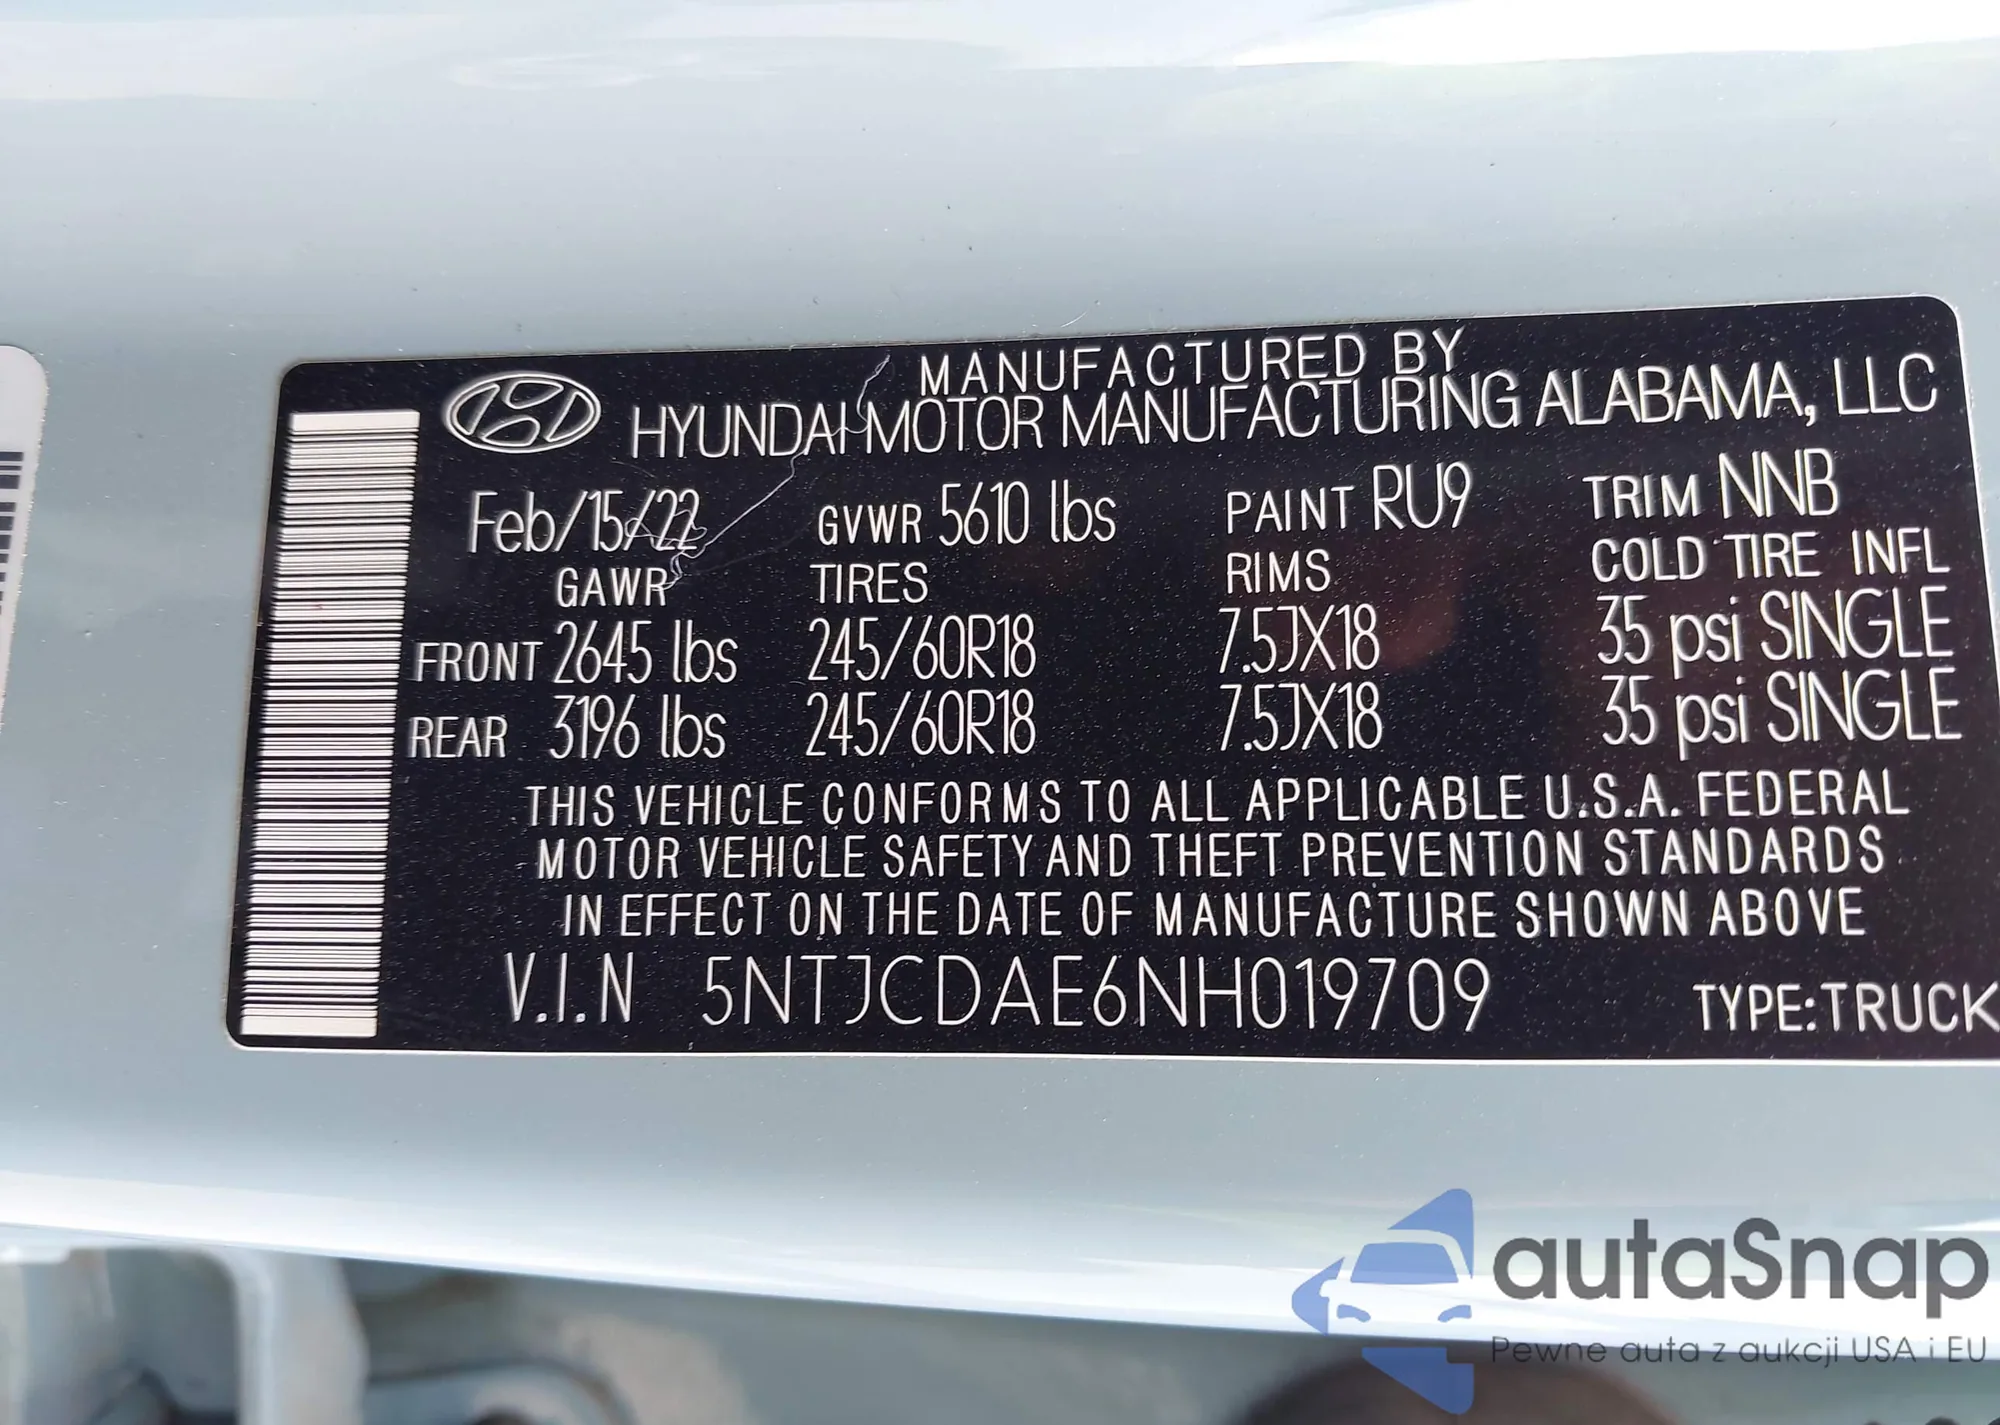 MANUFACTURED BY
HYUNDAI MOTOR MANUFACTURING ALABAMA, LLC
Feb/15/22 GVWR 5610 lbs PAINT RU9 TRIM NNB
GAWR TIRES RIMS COLD TIRE INFL
FRONT 2645 lbs 245/60R18 7.5JX18 35 psi SINGLE
REAR 3196 lbs 245/60R18 7.5JX18 35 psi SINGLE
THIS VEHICLE CONFORMS TO ALL APPLICABLE U.S.A. FEDERAL
MOTOR VEHICLE SAFETY AND THEFT PREVENTION STANDARDS
IN EFFECT ON THE DATE OF MANUFACTURE SHOWN ABOVE
V.I.N 5NTJCDAE6NH019709 TYPE:TRUCK
autaSnap
Pewne auta z aukcji USA i EU